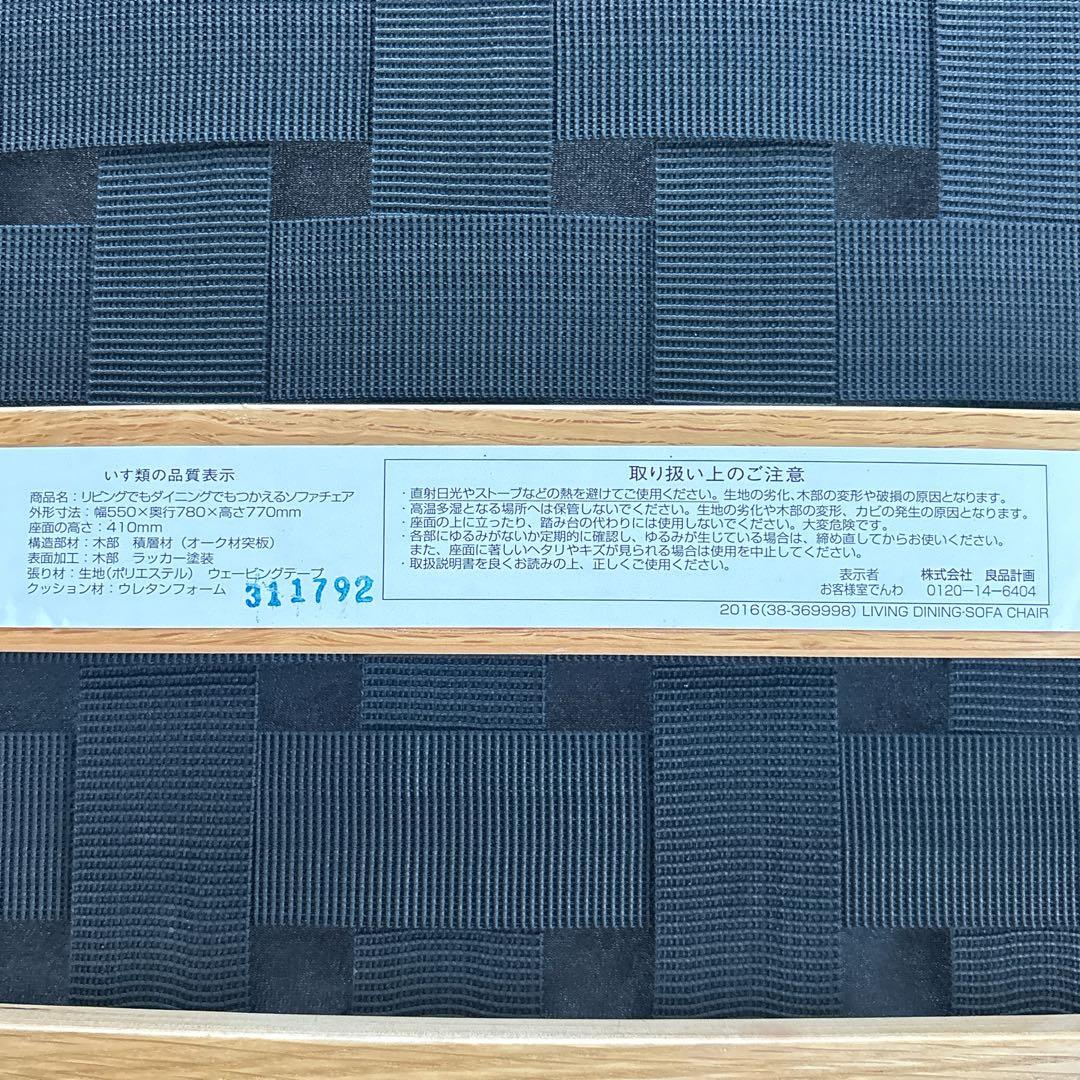 いす類の品質表示
商品名：リビングでもダイニングでもつかえるソファチェア
外形寸法：幅550×奥行780×高さ770mm
座面の高さ：410mm
構造部材：木部 積層材（オーク材突板）
表面加工：木部 ラッカー塗装
張り材：生地（ポリエステル） ウェービングテープ
クッション材：ウレタンフォーム
311792
取り扱い上のご注意
・直射日光やストーブなどの熱を避けてご使用ください。生地の劣化、木部の変形や破損の原因となります。
・高温多湿となる場所へは保管しないでください。生地の劣化や木部の変形、カビの発生の原因となります。
・座面の上に立ったり、踏み台の代わりには使用しないでください。大変危険です。
・各部にゆるみがないか定期的に確認し、ゆるみが生じている場合は、締め直してからお使いください。
また、座面に著しいヘタリやキズが見られる場合は使用を中止してください。
・取扱説明書を良くお読みの上、正しくご使用ください。
表示者 株式会社 良品計画
お客様室でんわ 0120-14-6404
2016(38-369998) LIVING DINING-SOFA CHAIR